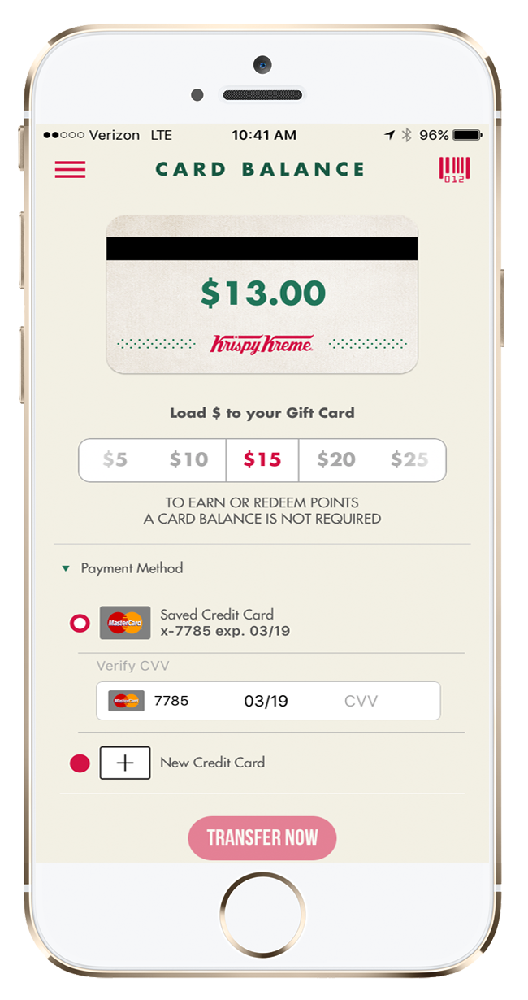 Verizon LTE 10:41 AM 96%
CARD BALANCE
012
$13.00
Krispy Kreme
Load $ to your Gift Card
$5 $10 $15 $20 $25
TO EARN OR REDEEM POINTS
A CARD BALANCE IS NOT REQUIRED
Payment Method
MasterCard
Saved Credit Card
x-7785 exp. 03/19
Verify CVV
MasterCard 7785 03/19 CVV
+ New Credit Card
TRANSFER NOW